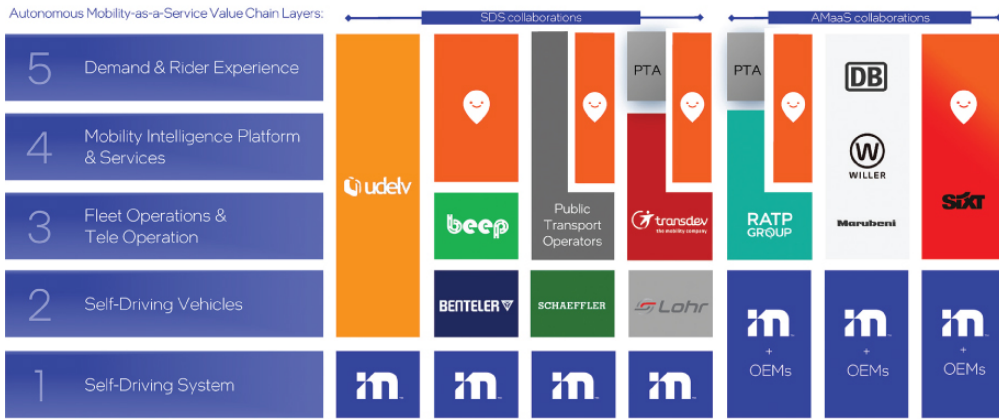 Autonomous Mobility-as-a-Service Value Chain Layers:
SDS collaborations
AMaaS collaborations
5
Demand & Rider Experience
4
Mobility Intelligence Platform
& Services
3
Fleet Operations &
Tele Operation
2
Self-Driving Vehicles
1
Self-Driving System
udelv
beep
BENTELER
Public
Transport
Operators
SCHAEFFLER
PTA
transdev
the mobility company
Lohr
PTA
RATP
GROUP
DB
W
WILLER
Marubeni
SIXT
m
m
m
m
m
+
OEMs
m
+
OEMs
m
+
OEMs